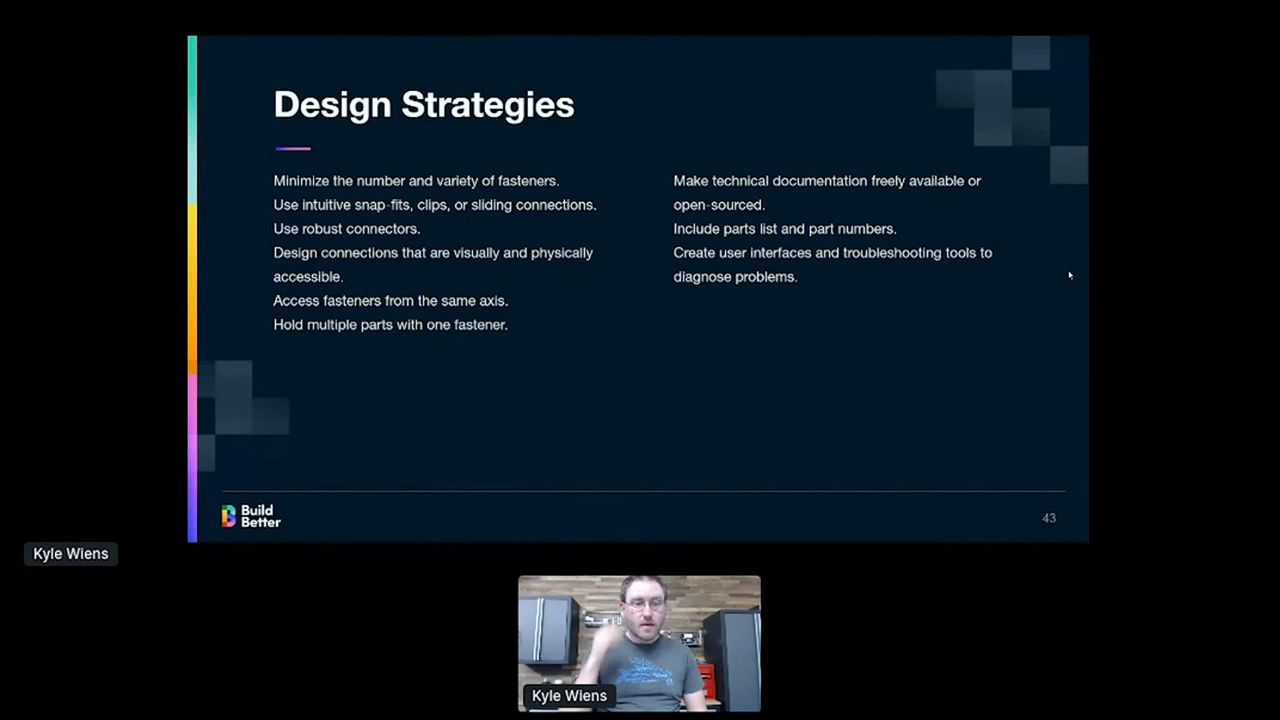 Design Strategies
Minimize the number and variety of fasteners.
Use intuitive snap-fits, clips, or sliding connections.
Use robust connectors.
Design connections that are visually and physically
accessible.
Access fasteners from the same axis.
Hold multiple parts with one fastener.
Make technical documentation freely available or
open-sourced.
Include parts list and part numbers.
Create user interfaces and troubleshooting tools to
diagnose problems.
Build
Better
43
Kyle Wiens
Kyle Wiens